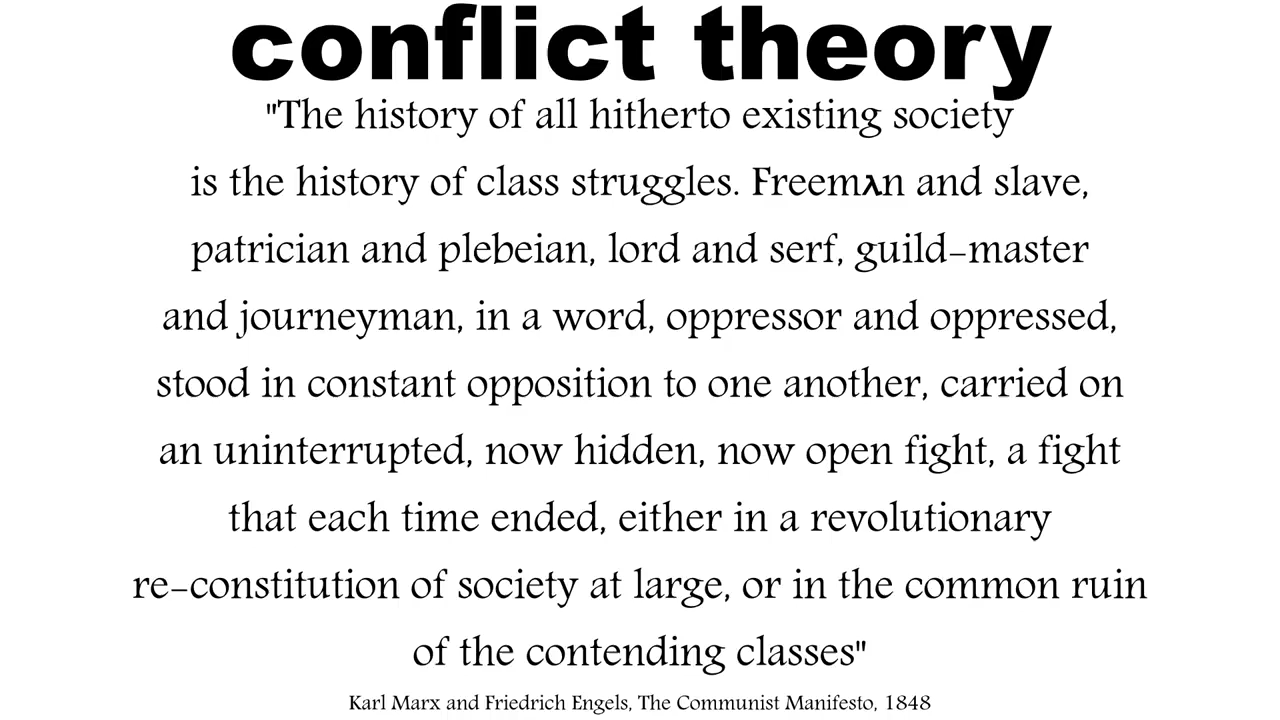 conflict theory
"The history of all hitherto existing society
is the history of class struggles. Freemλn and slave,
patrician and plebeian, lord and serf, guild-master
and journeyman, in a word, oppressor and oppressed,
stood in constant opposition to one another, carried on
an uninterrupted, now hidden, now open fight, a fight
that each time ended, either in a revolutionary
re-constitution of society at large, or in the common ruin
of the contending classes"
Karl Marx and Friedrich Engels, The Communist Manifesto, 1848